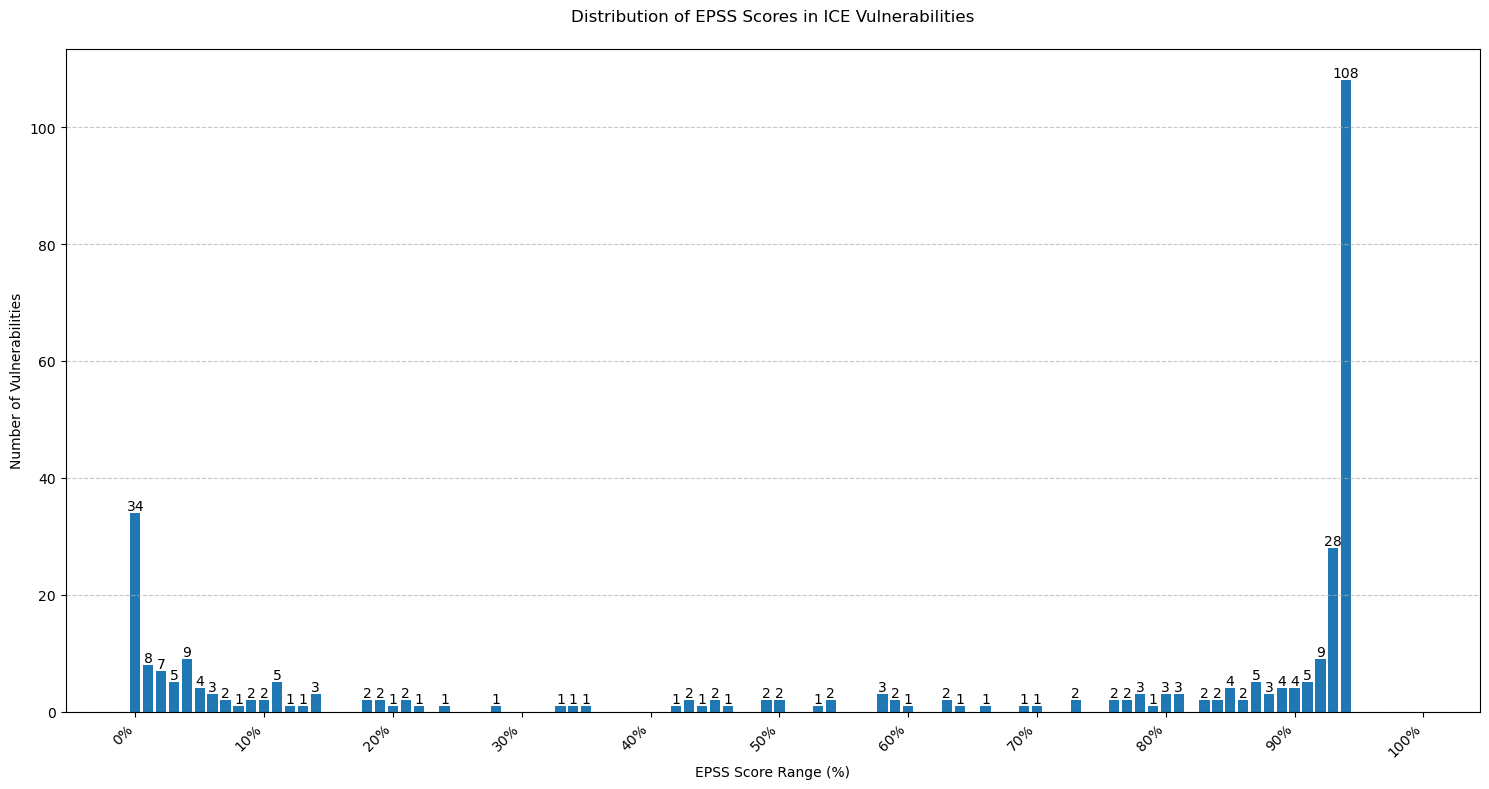 Distribution of EPSS Scores in ICE Vulnerabilities
Number of Vulnerabilities
100
80
60
40
20
0
34 8 7 5 9 4 3 2 1 2 2 5 1 1 3 2 2 1 2 1 1 1 1 1 1 1 2 1 2 1 2 2 1 2 3 2 1 2 1 1 1 1 2 2 2 3 1 3 3 2 2 4 2 5 3 4 4 5 9 28 108
0% 10% 20% 30% 40% 50% 60% 70% 80% 90% 100%
EPSS Score Range (%)